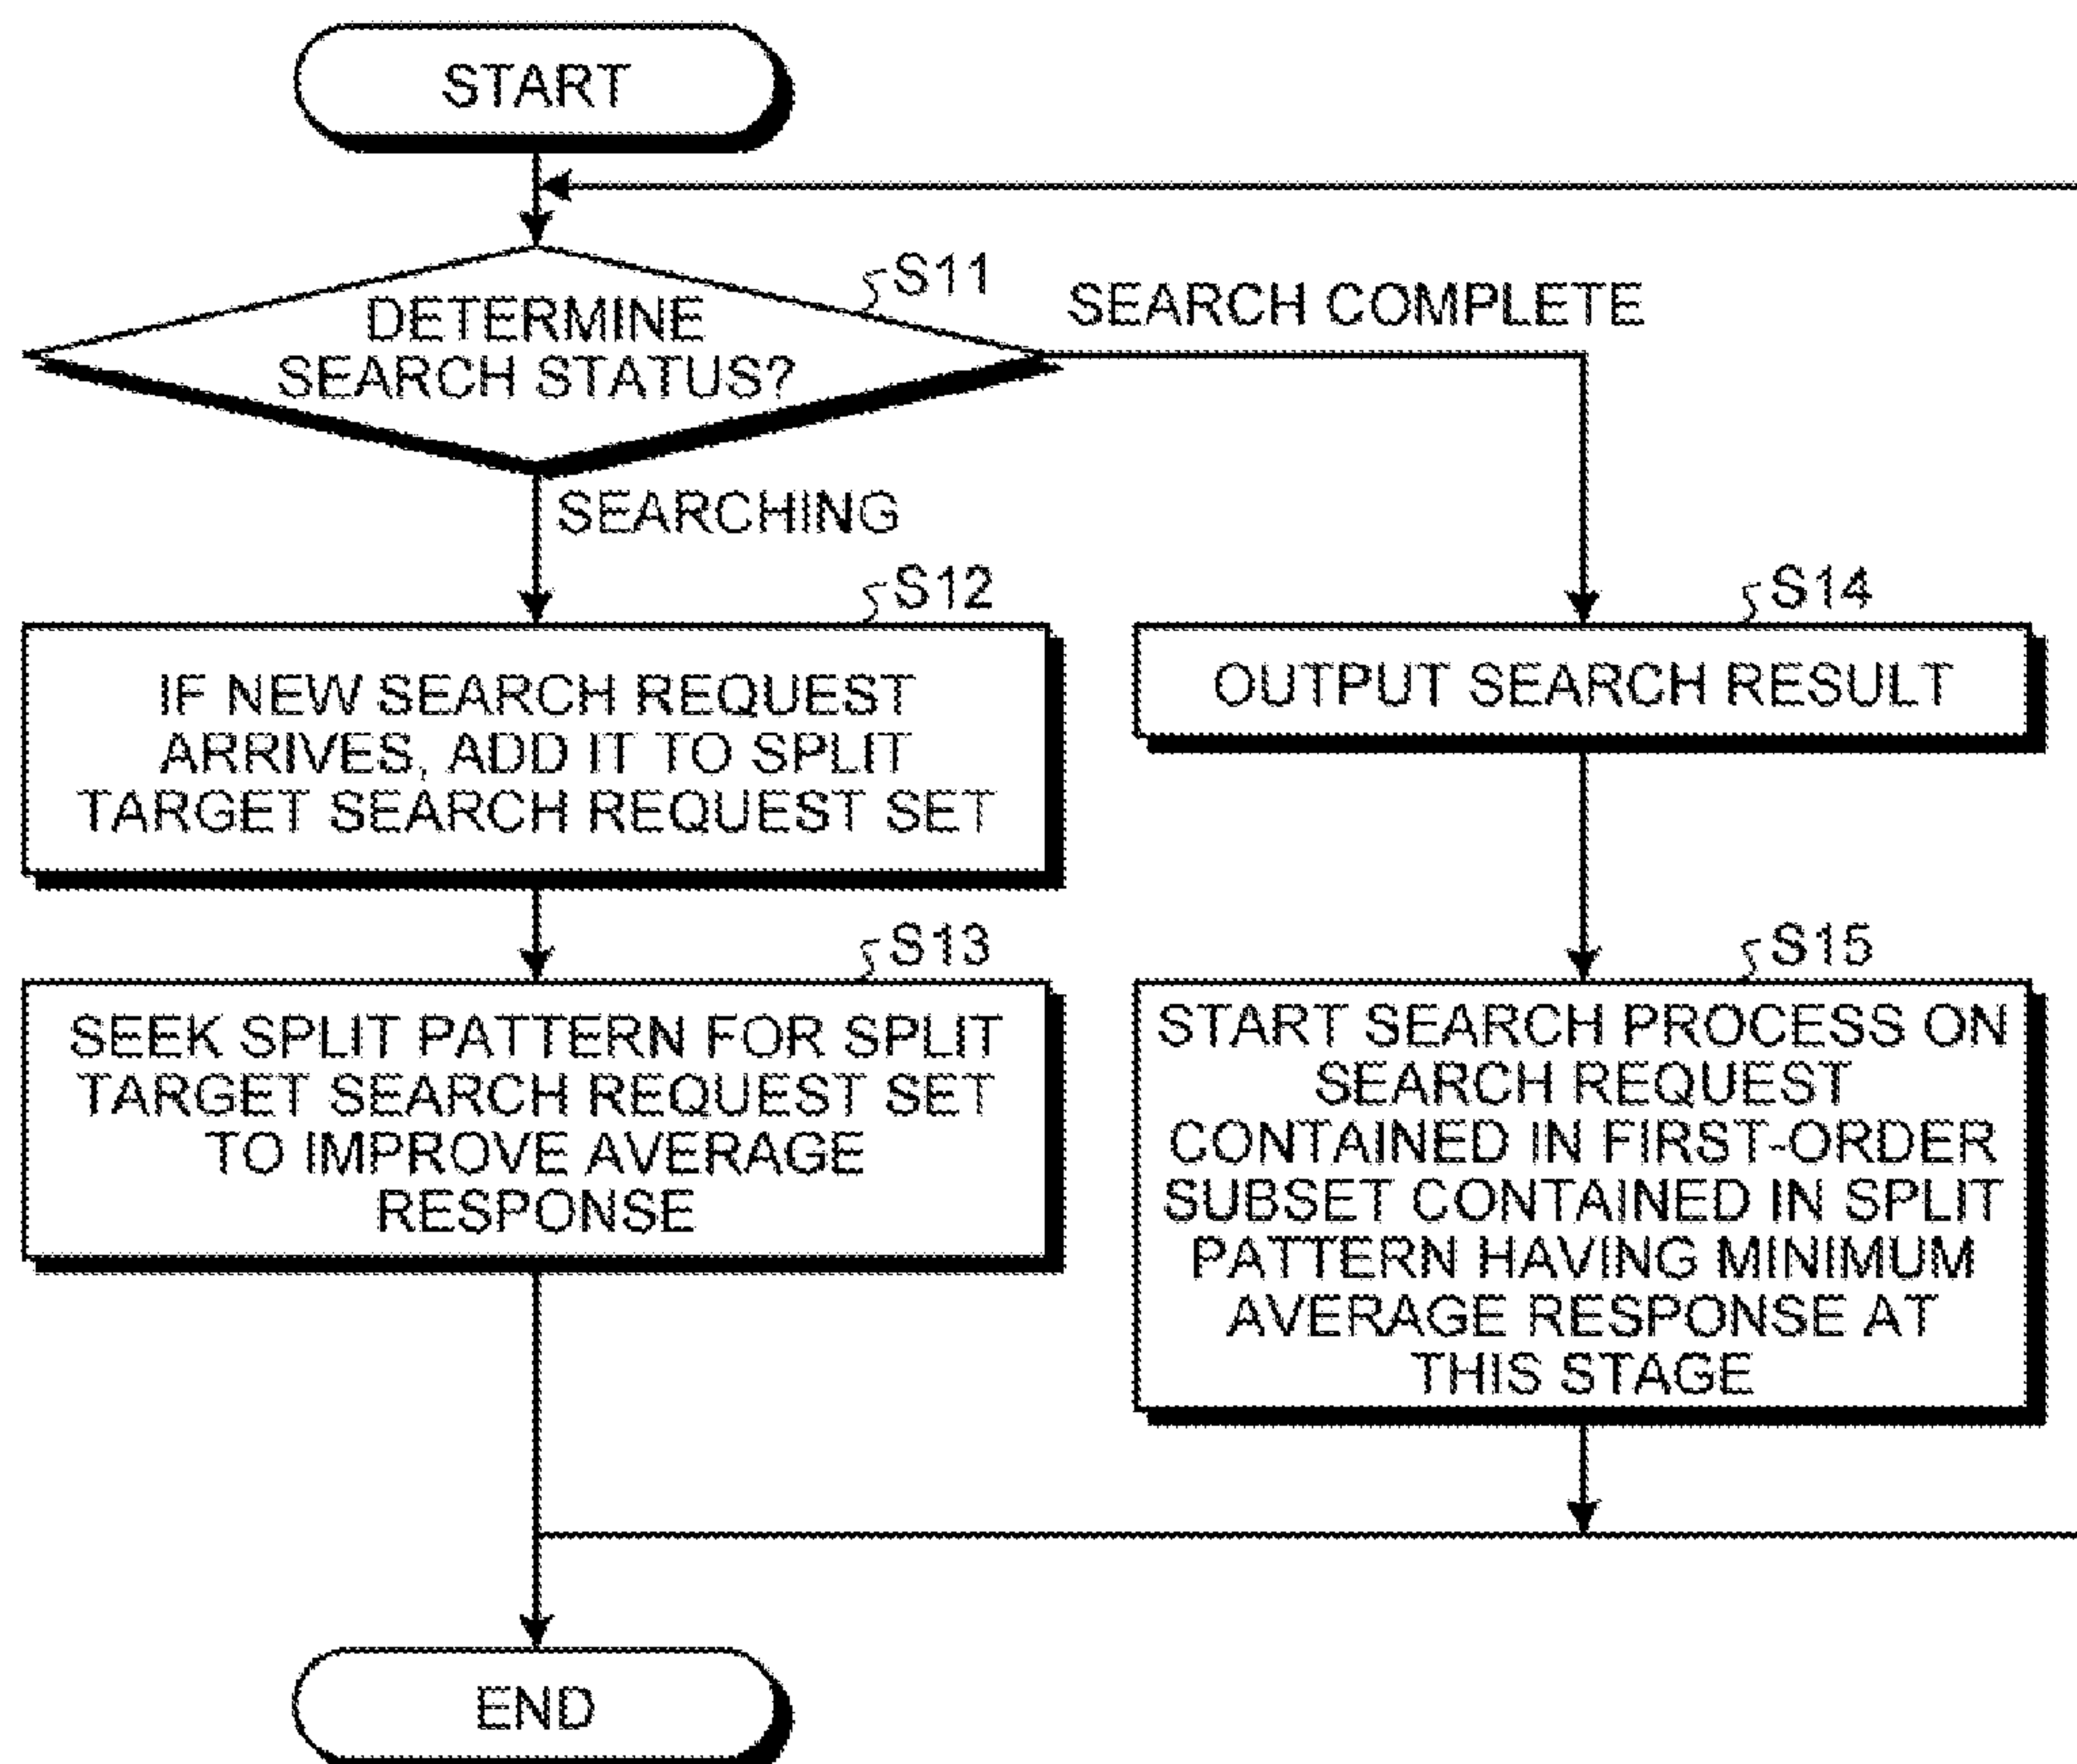 START
S11
DETERMINE
SEARCH STATUS?
SEARCH COMPLETE
SEARCHING
S12
IF NEW SEARCH REQUEST
ARRIVES, ADD IT TO SPLIT
TARGET SEARCH REQUEST SET
S13
SEEK SPLIT PATTERN FOR SPLIT
TARGET SEARCH REQUEST SET
TO IMPROVE AVERAGE
RESPONSE
S14
OUTPUT SEARCH RESULT
S15
START SEARCH PROCESS ON
SEARCH REQUEST
CONTAINED IN FIRST-ORDER
SUBSET CONTAINED IN SPLIT
PATTERN HAVING MINIMUM
AVERAGE RESPONSE AT
THIS STAGE
END